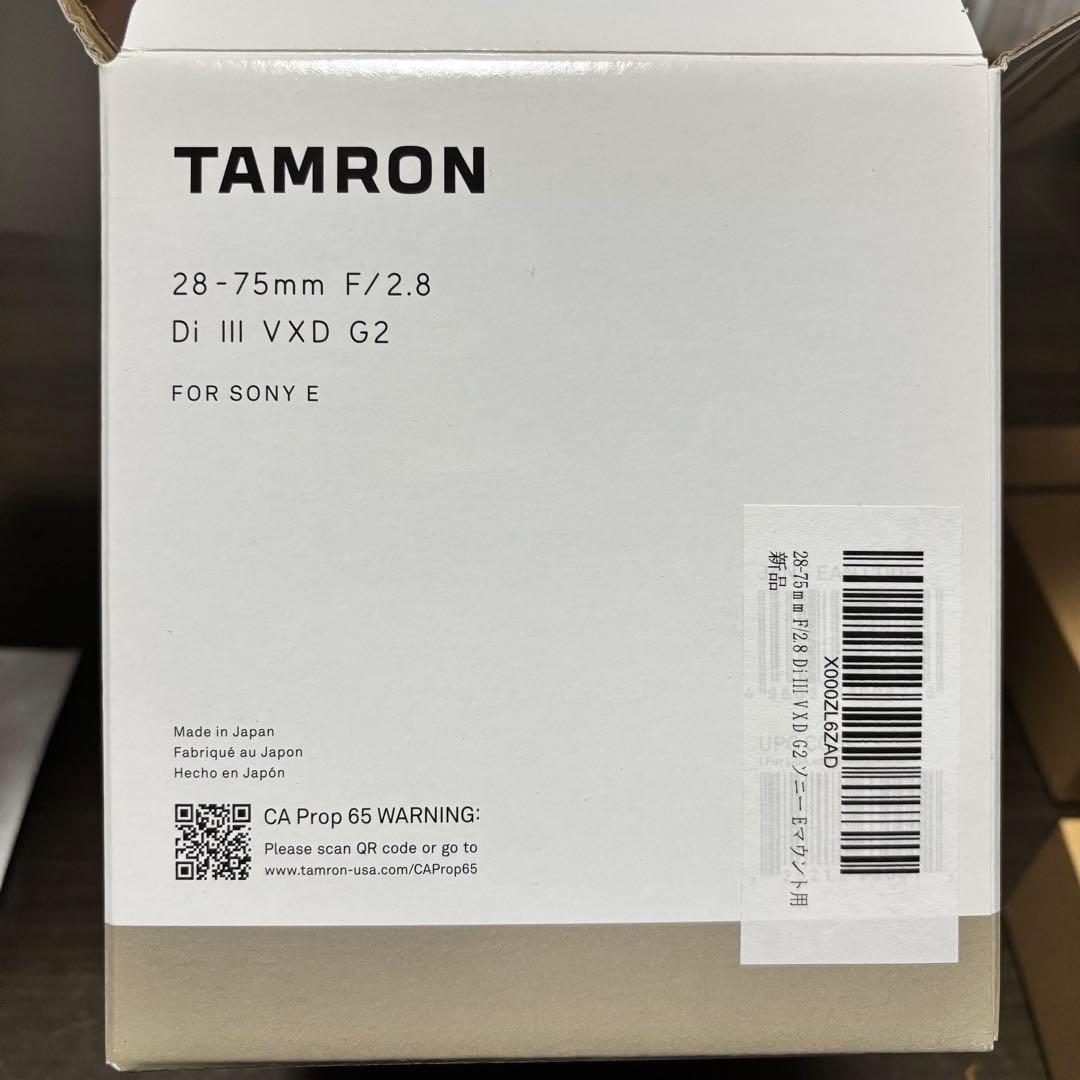 TAMRON
28-75mm F/2.8
Di III VXD G2
FOR SONY E
Made in Japan
Fabriqué au Japon
Hecho en Japón
CA Prop 65 WARNING:
Please scan QR code or go to
www.tamron-usa.com/CAProp65
X000ZL6ZAD
28-75mm F/2.8 DiIII VXD G2 ソニーEマウント用
新品